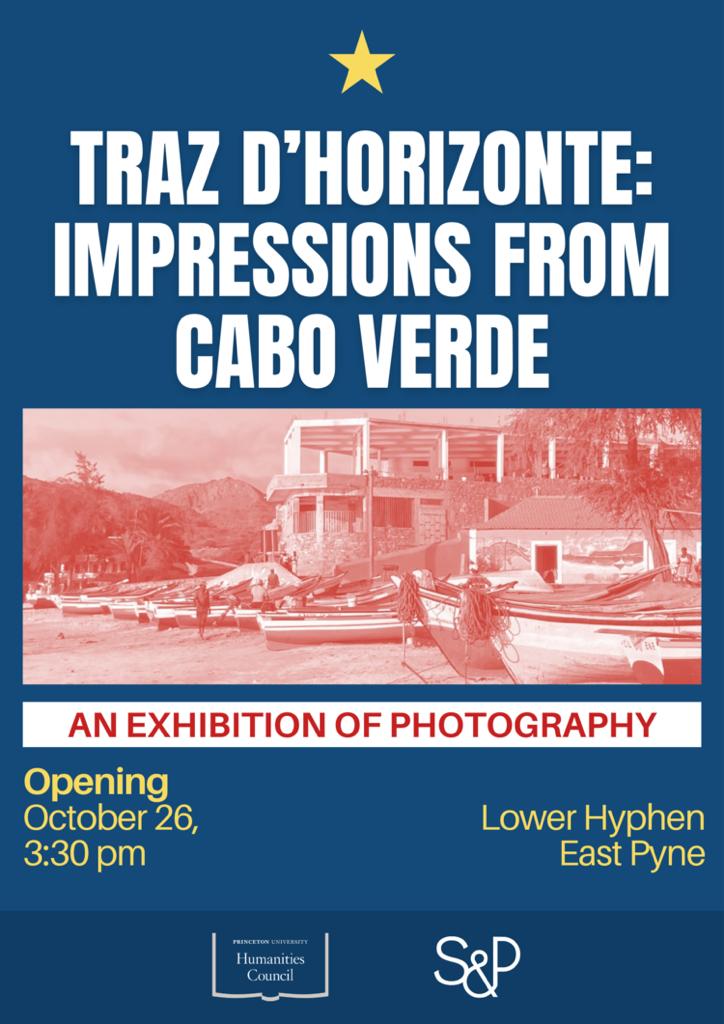 TRAZ D’HORIZONTE:
IMPRESSIONS FROM
CABO VERDE
AN EXHIBITION OF PHOTOGRAPHY
Opening
October 26,
3:30 pm
Lower Hyphen
East Pyne
PRINCETON UNIVERSITY
Humanities
Council
S&P